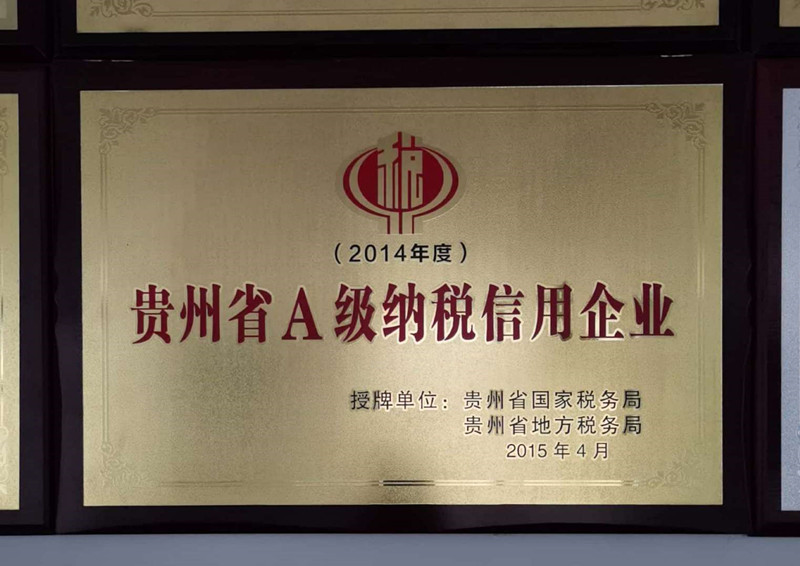 税
（2014年度）
贵州省A级纳税信用企业
授牌单位：贵州省国家税务局
贵州省地方税务局
2015年4月